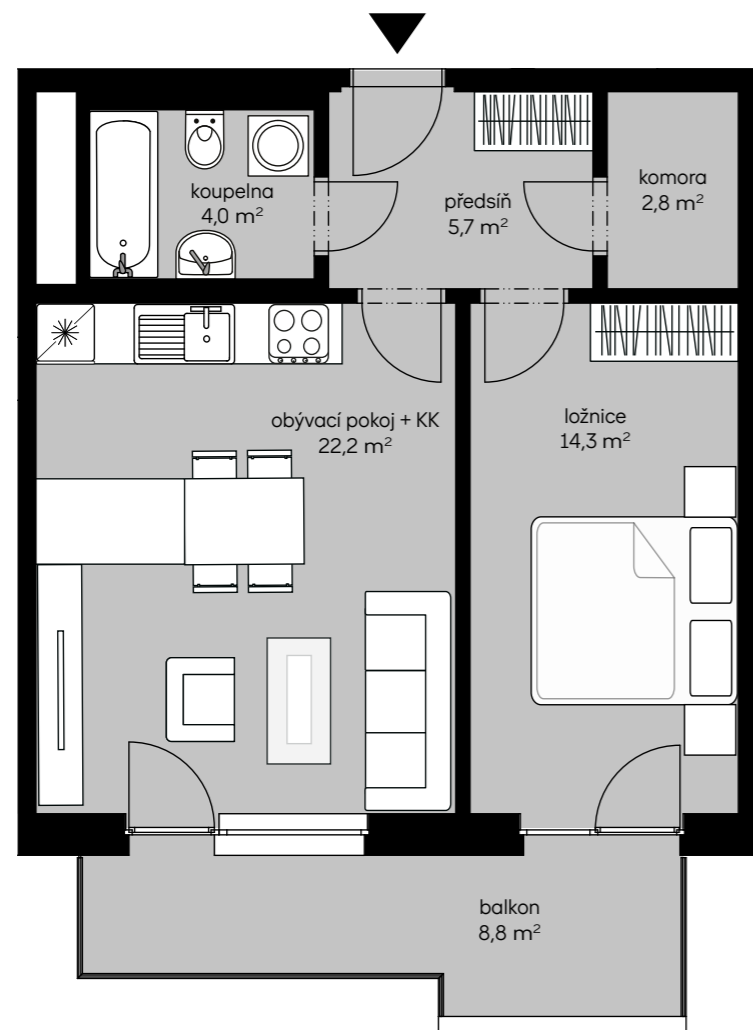 koupelna
4,0 m²
předsíň
5,7 m²
komora
2,8 m²
obývací pokoj + KK
22,2 m²
ložnice
14,3 m²
balkon
8,8 m²